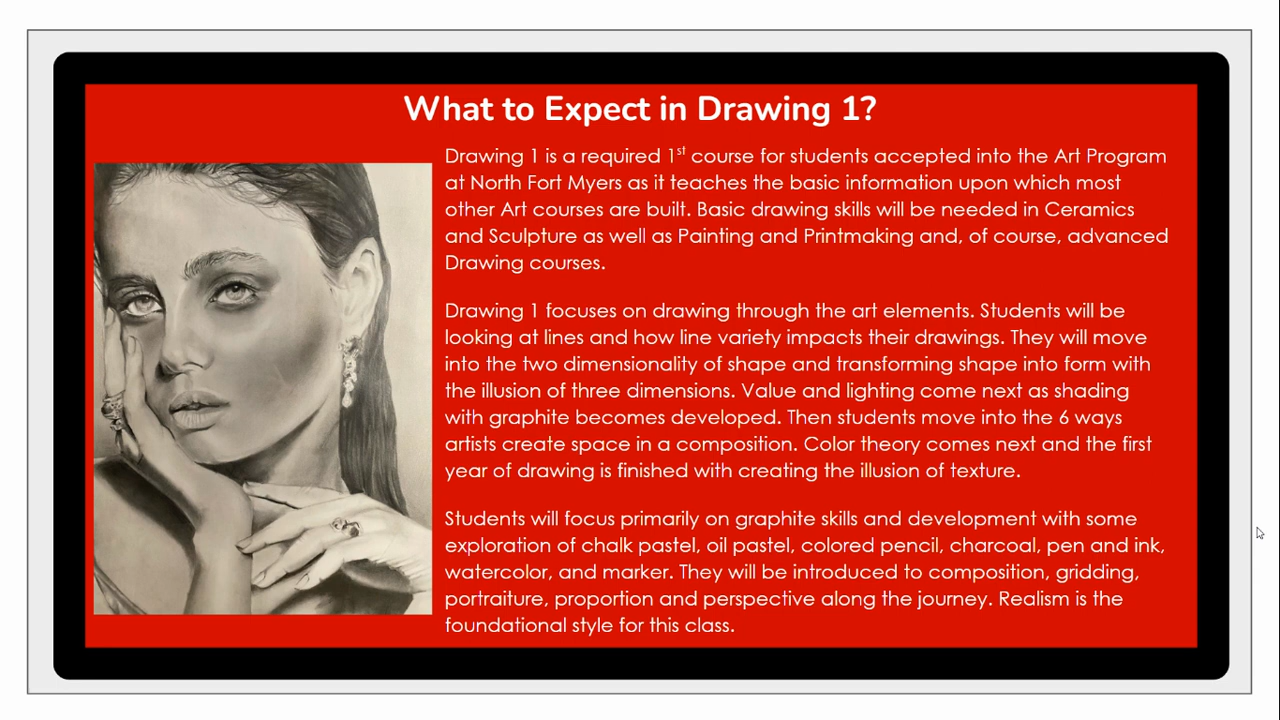 What to Expect in Drawing 1?
Drawing 1 is a required 1st course for students accepted into the Art Program
at North Fort Myers as it teaches the basic information upon which most
other Art courses are built. Basic drawing skills will be needed in Ceramics
and Sculpture as well as Painting and Printmaking and, of course, advanced
Drawing courses.
Drawing 1 focuses on drawing through the art elements. Students will be
looking at lines and how line variety impacts their drawings. They will move
into the two dimensionality of shape and transforming shape into form with
the illusion of three dimensions. Value and lighting come next as shading
with graphite becomes developed. Then students move into the 6 ways
artists create space in a composition. Color theory comes next and the first
year of drawing is finished with creating the illusion of texture.
Students will focus primarily on graphite skills and development with some
exploration of chalk pastel, oil pastel, colored pencil, charcoal, pen and ink,
watercolor, and marker. They will be introduced to composition, gridding,
portraiture, proportion and perspective along the journey. Realism is the
foundational style for this class.